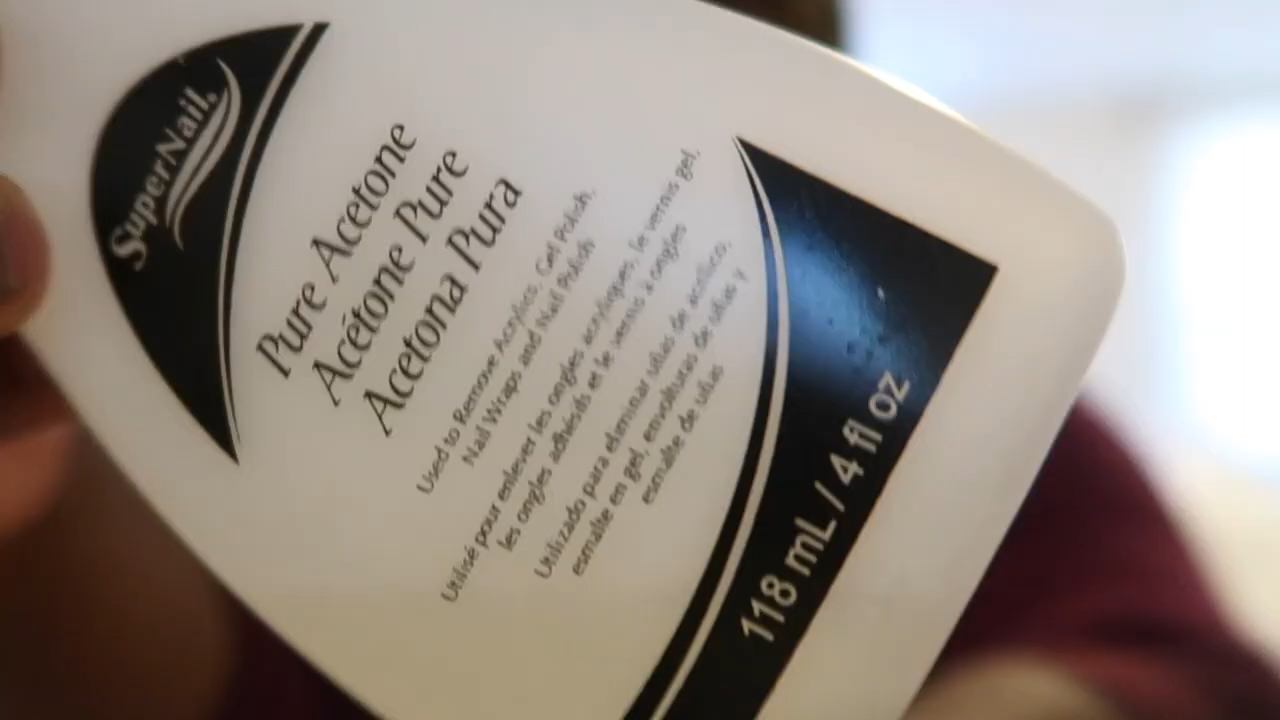 SuperNail.
Pure Acetone
Acétone Pure
Acetona Pura
Used to Remove Acrylics, Gel Polish,
Nail Wraps and Nail Polish
Utilisé pour enlever les ongles acryliques, le vernis gel,
les ongles adhésifs et le vernis à ongles
Utilizado para eliminar uñas de acrílico,
esmalte en gel, envolturas de uñas y
esmalte de uñas
118 mL / 4 fl oz